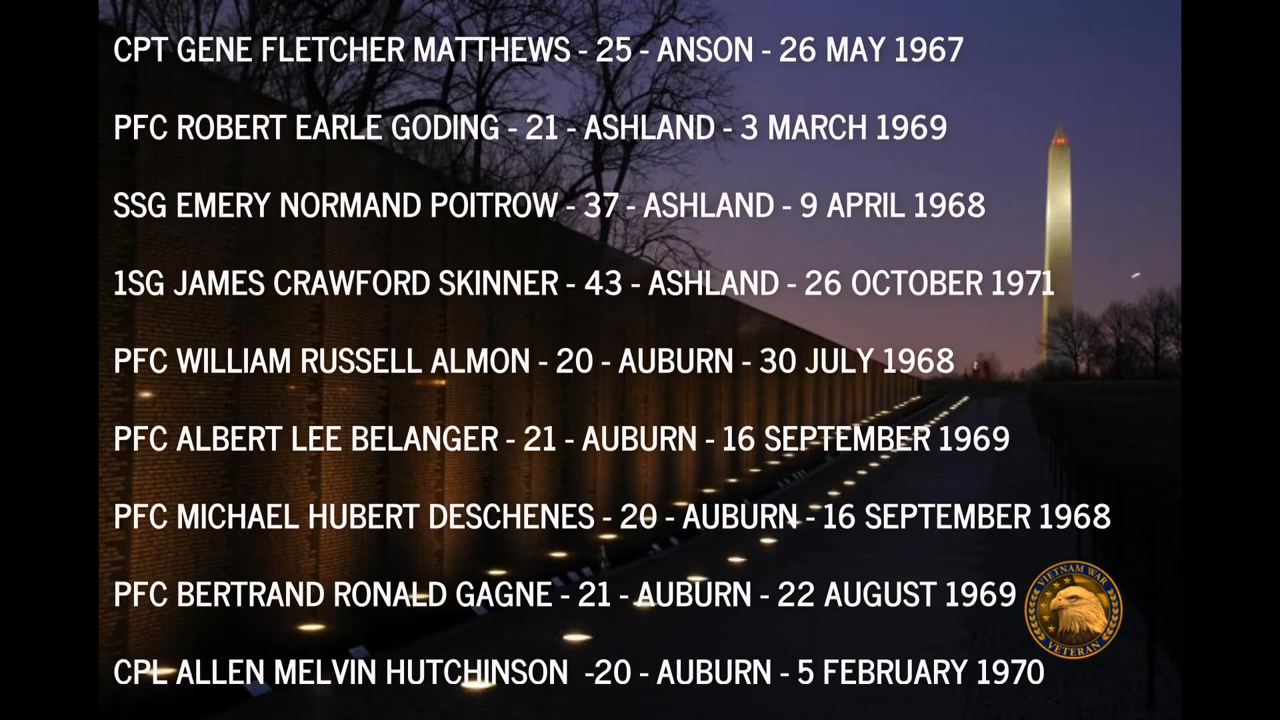 CPT GENE FLETCHER MATTHEWS - 25 - ANSON - 26 MAY 1967
PFC ROBERT EARLE GODING - 21 - ASHLAND - 3 MARCH 1969
SSG EMERY NORMAND POITROW - 37 - ASHLAND - 9 APRIL 1968
1SG JAMES CRAWFORD SKINNER - 43 - ASHLAND - 26 OCTOBER 1971
PFC WILLIAM RUSSELL ALMON - 20 - AUBURN - 30 JULY 1968
PFC ALBERT LEE BELANGER - 21 - AUBURN - 16 SEPTEMBER 1969
PFC MICHAEL HUBERT DESCHENES - 20 - AUBURN - 16 SEPTEMBER 1968
PFC BERTRAND RONALD GAGNE - 21 - AUBURN - 22 AUGUST 1969
VIETNAM WAR
VETERAN
CPL ALLEN MELVIN HUTCHINSON  -20 - AUBURN - 5 FEBRUARY 1970